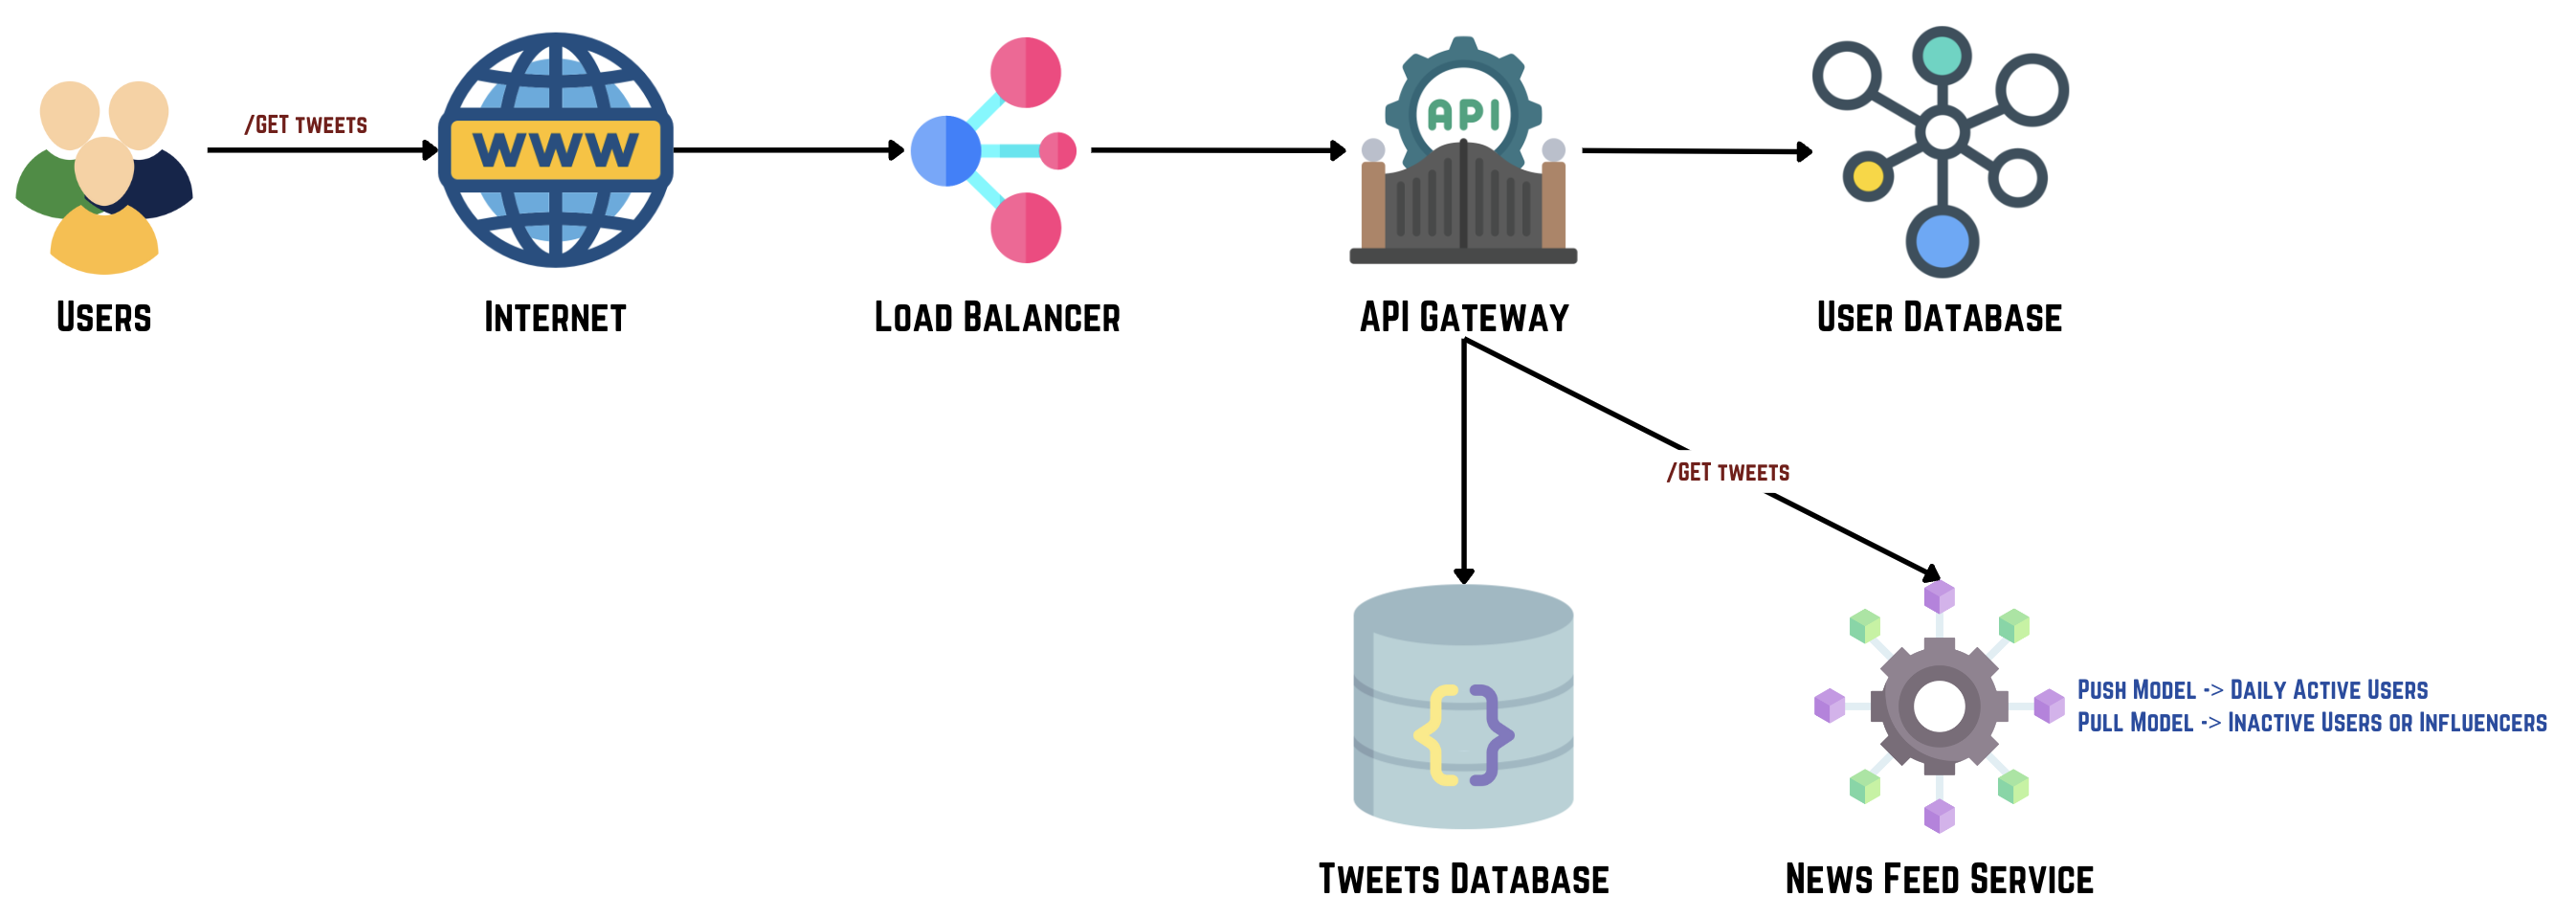 /GET tweets
WWW
API
Users
Internet
Load Balancer
API Gateway
User Database
/GET tweets
{ }
Push Model -> Daily Active Users
Pull Model -> Inactive Users or Influencers
Tweets Database
News Feed Service